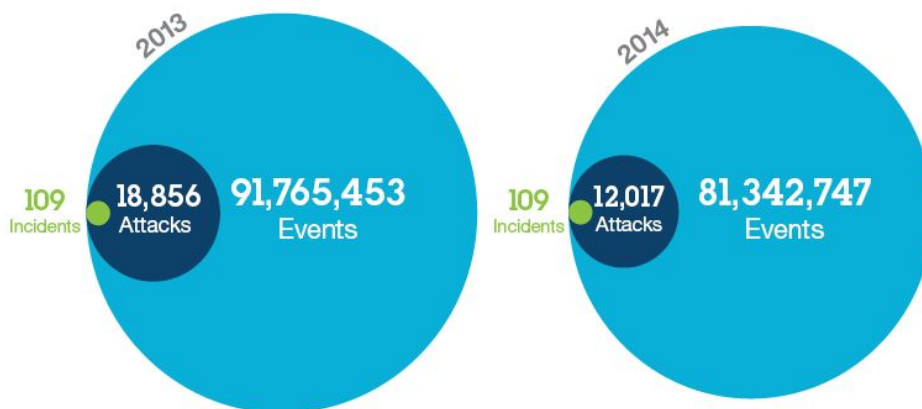 2013
109
Incidents
18,856
Attacks
91,765,453
Events
2014
109
Incidents
12,017
Attacks
81,342,747
Events